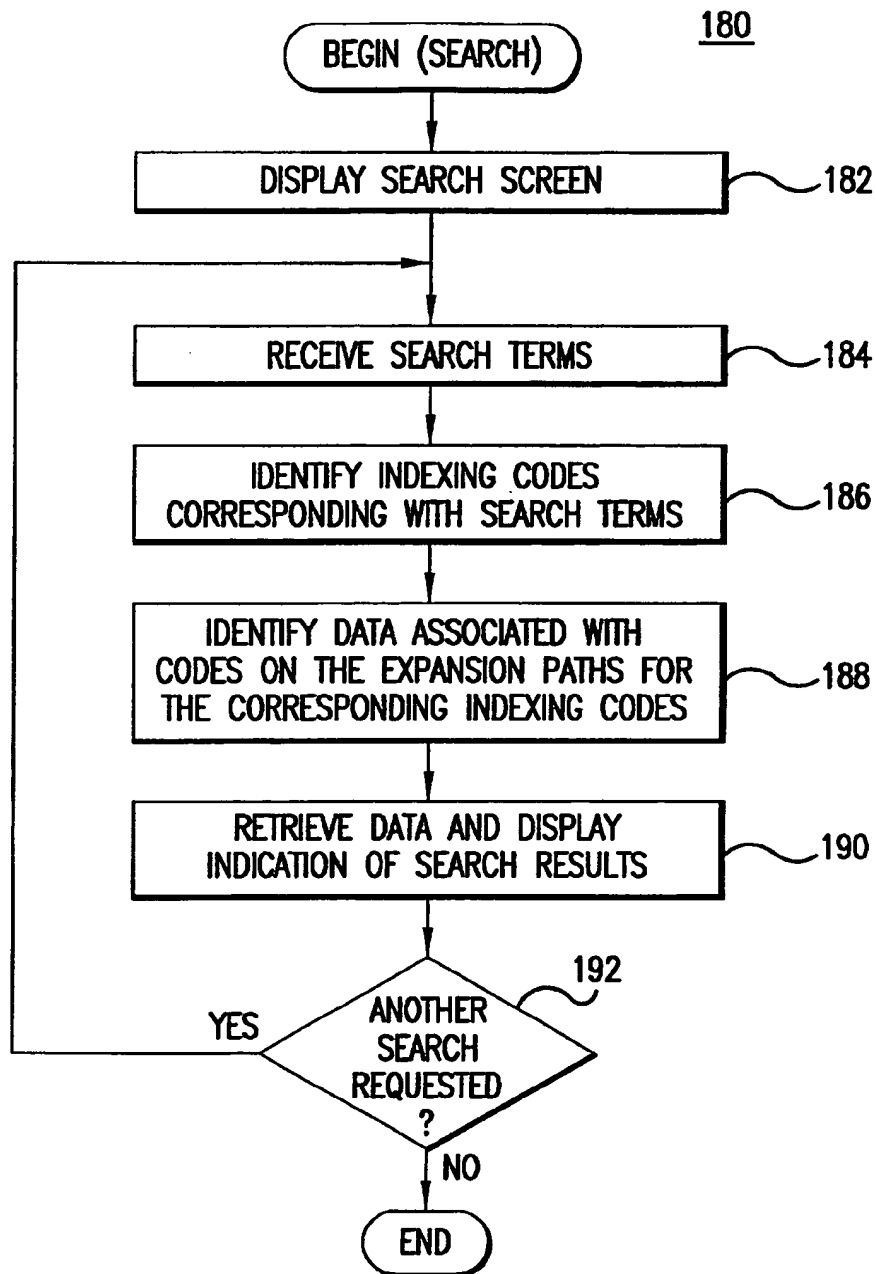 180
BEGIN (SEARCH)
DISPLAY SEARCH SCREEN
182
RECEIVE SEARCH TERMS
184
IDENTIFY INDEXING CODES
CORRESPONDING WITH SEARCH TERMS
186
IDENTIFY DATA ASSOCIATED WITH
CODES ON THE EXPANSION PATHS FOR
THE CORRESPONDING INDEXING CODES
188
RETRIEVE DATA AND DISPLAY
INDICATION OF SEARCH RESULTS
190
192
YES
ANOTHER
SEARCH
REQUESTED
?
NO
END